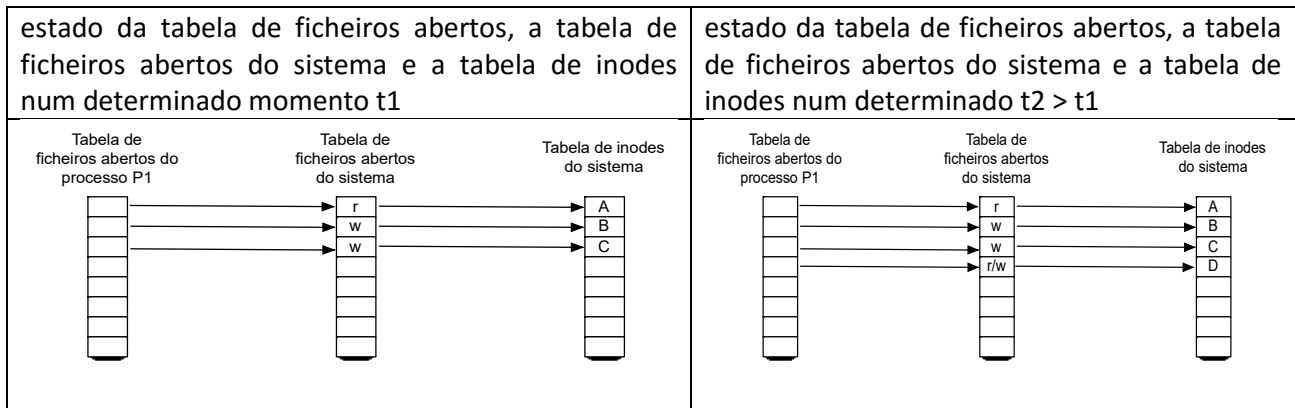 estado da tabela de ficheiros abertos, a tabela de
ficheiros abertos do sistema e a tabela de inodes
num determinado momento t1
estado da tabela de ficheiros abertos, a tabela
de ficheiros abertos do sistema e a tabela de
inodes num determinado t2 > t1
Tabela de
ficheiros abertos do
processo P1
Tabela de
ficheiros abertos
do sistema
Tabela de inodes
do sistema
r
A
w
B
w
C
Tabela de
ficheiros abertos do
processo P1
Tabela de
ficheiros abertos
do sistema
Tabela de inodes
do sistema
r
A
w
B
w
C
r/w
D